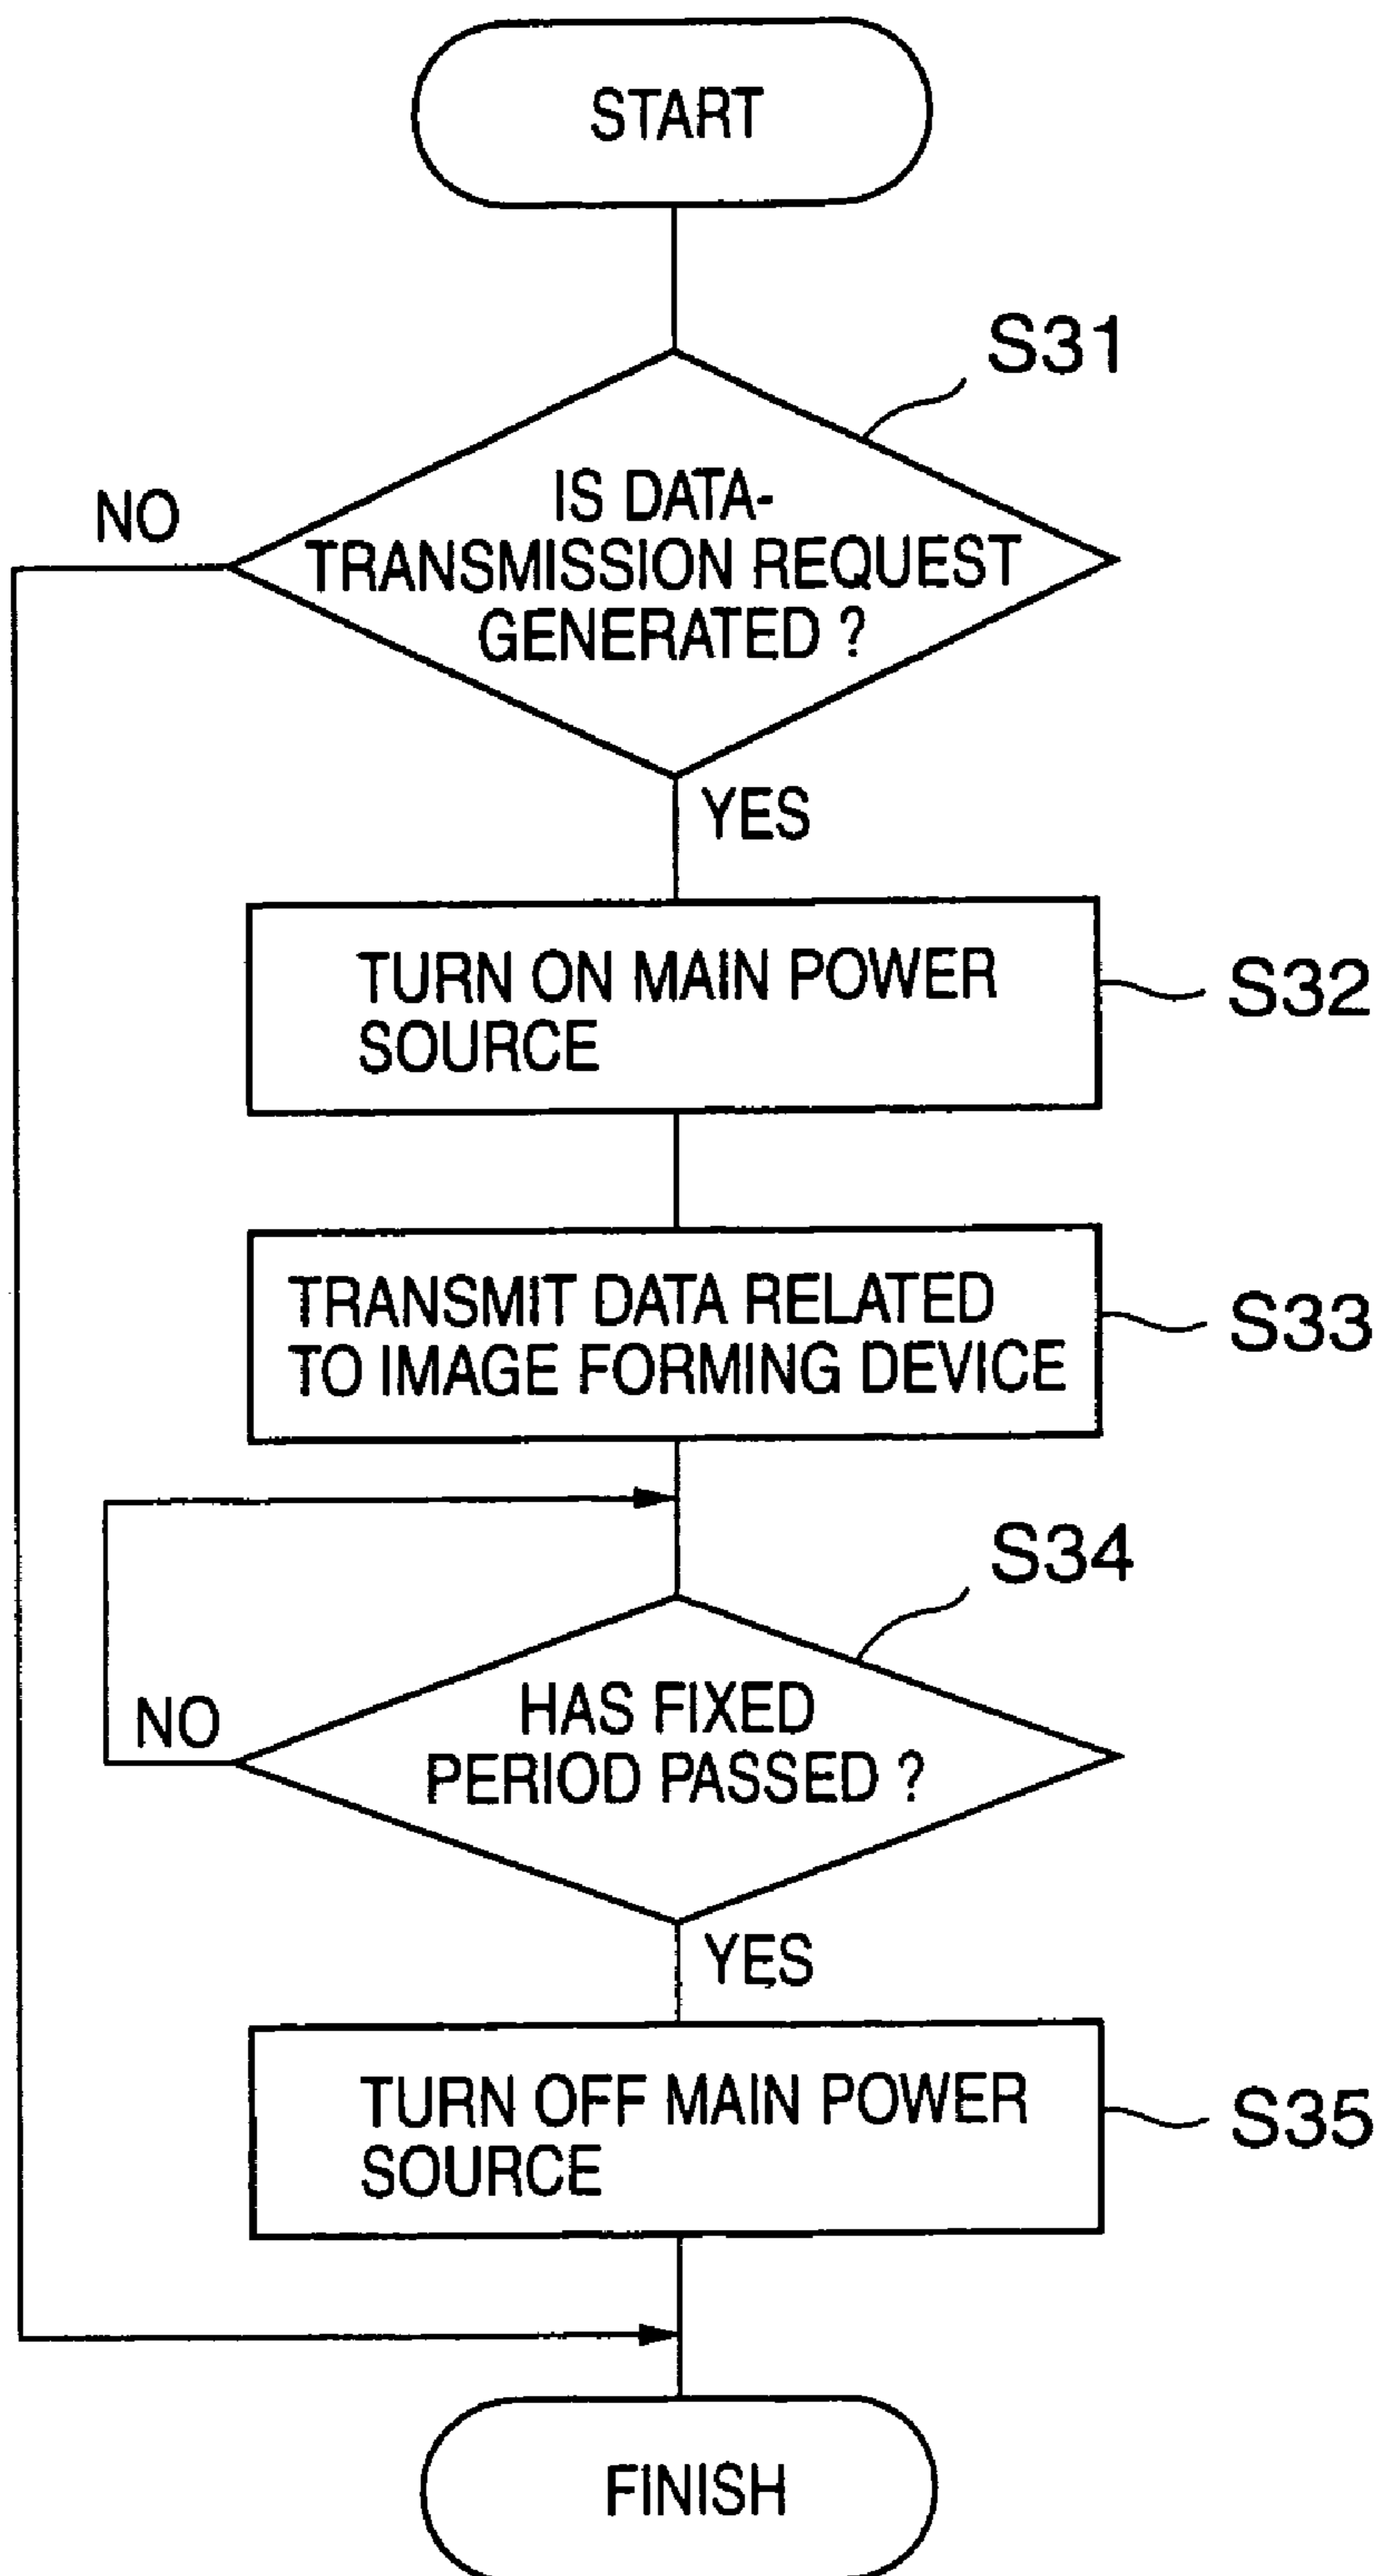 START
S31
IS DATA-
TRANSMISSION REQUEST
GENERATED ?
NO
YES
TURN ON MAIN POWER
SOURCE
S32
TRANSMIT DATA RELATED
TO IMAGE FORMING DEVICE
S33
S34
HAS FIXED
PERIOD PASSED ?
NO
YES
TURN OFF MAIN POWER
SOURCE
S35
FINISH